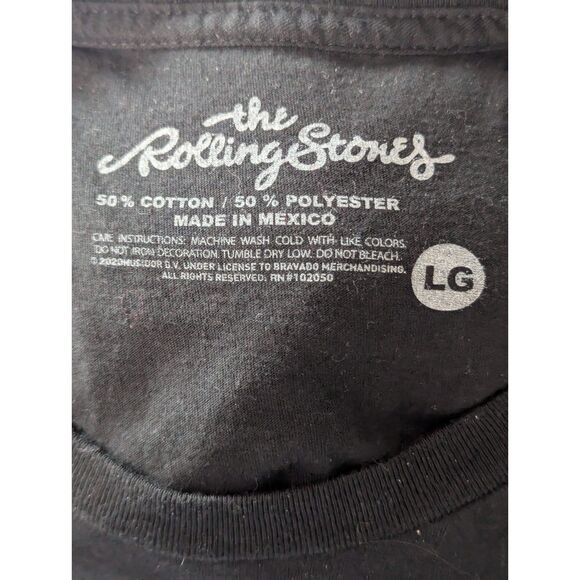 the
Rolling Stones
50% COTTON / 50 % POLYESTER
MADE IN MEXICO
CARE INSTRUCTIONS: MACHINE WASH COLD WITH LIKE COLORS.
DO NOT IRON DECORATION. TUMBLE DRY LOW. DO NOT BLEACH.
© 2020 MUSIDOR B.V. UNDER LICENSE TO BRAVADO MERCHANDISING.
ALL RIGHTS RESERVED. RN#102050
LG